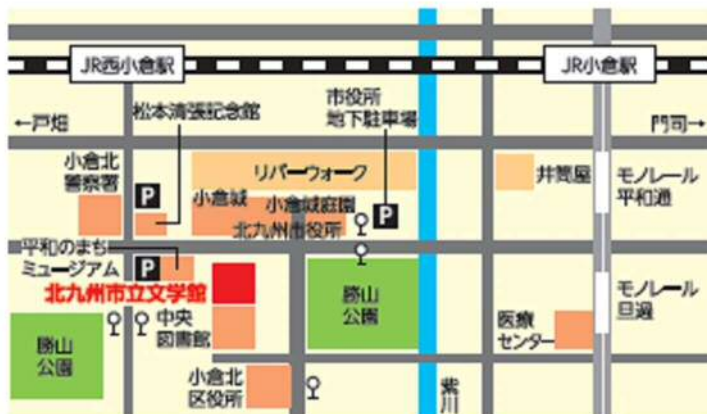 JR西小倉駅
JR小倉駅
松本清張記念館
市役所
地下駐車場
←戸畑
門司→
小倉北
警察署
P
リバーウォーク
井筒屋
モノレール
平和通
小倉城
小倉城庭園
P
北九州市役所
平和のまち
ミュージアム
P
北九州市立文学館
勝山
公園
モノレール
旦過
中央
図書館
医療
センター
勝山
公園
小倉北
区役所
紫川